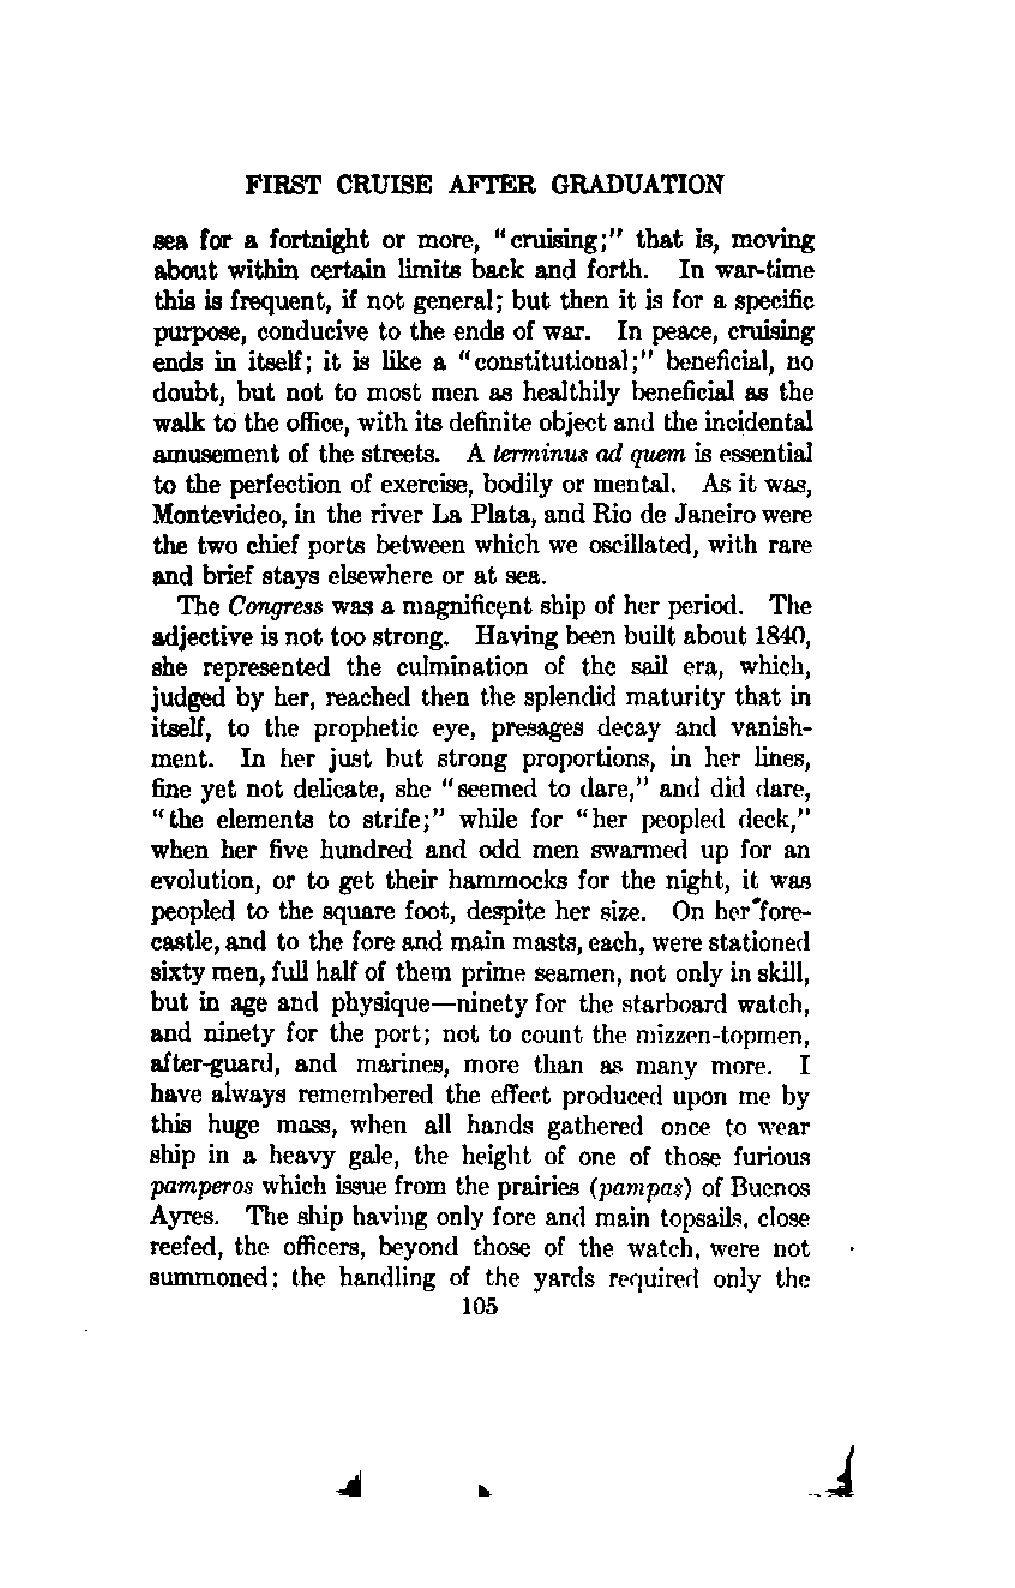 FIRST CRUISE AFTER GRADUATION
sea for a fortnight or more, "cruising;" that is, moving
about within certain limits back and forth. In war-time
this is frequent, if not general; but then it is for a specific
purpose, conducive to the ends of war. In peace, cruising
ends in itself; it is like a "constitutional;" beneficial, no
doubt, but not to most men as healthily beneficial as the
walk to the office, with its definite object and the incidental
amusement of the streets. A terminus ad quem is essential
to the perfection of exercise, bodily or mental. As it was,
Montevideo, in the river La Plata, and Rio de Janeiro were
the two chief ports between which we oscillated, with rare
and brief stays elsewhere or at sea.
The Congress was a magnificent ship of her period. The
adjective is not too strong. Having been built about 1840,
she represented the culmination of the sail era, which,
judged by her, reached then the splendid maturity that in
itself, to the prophetic eye, presages decay and vanish-
ment. In her just but strong proportions, in her lines,
fine yet not delicate, she "seemed to dare," and did dare,
"the elements to strife;" while for "her peopled deck,"
when her five hundred and odd men swarmed up for an
evolution, or to get their hammocks for the night, it was
peopled to the square foot, despite her size. On her fore-
castle, and to the fore and main masts, each, were stationed
sixty men, full half of them prime seamen, not only in skill,
but in age and physique—ninety for the starboard watch,
and ninety for the port; not to count the mizzen-topmen,
after-guard, and marines, more than as many more. I
have always remembered the effect produced upon me by
this huge mass, when all hands gathered once to wear
ship in a heavy gale, the height of one of those furious
pamperos which issue from the prairies (pampas) of Buenos
Ayres. The ship having only fore and main topsails, close
reefed, the officers, beyond those of the watch, were not
summoned; the handling of the yards required only the
105